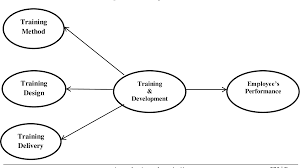 Training
Method
Training
Design
Training
&
Development
Employee's
Performance
Training
Delivery